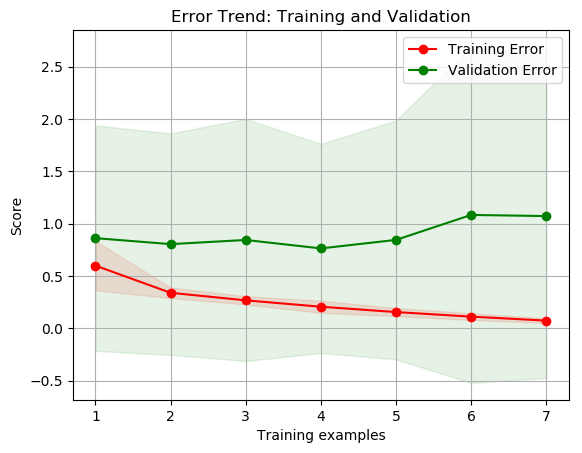 Error Trend: Training and Validation
Training Error
Validation Error
2.5
2.0
1.5
1.0
0.5
0.0
−0.5
Score
1 2 3 4 5 6 7
Training examples